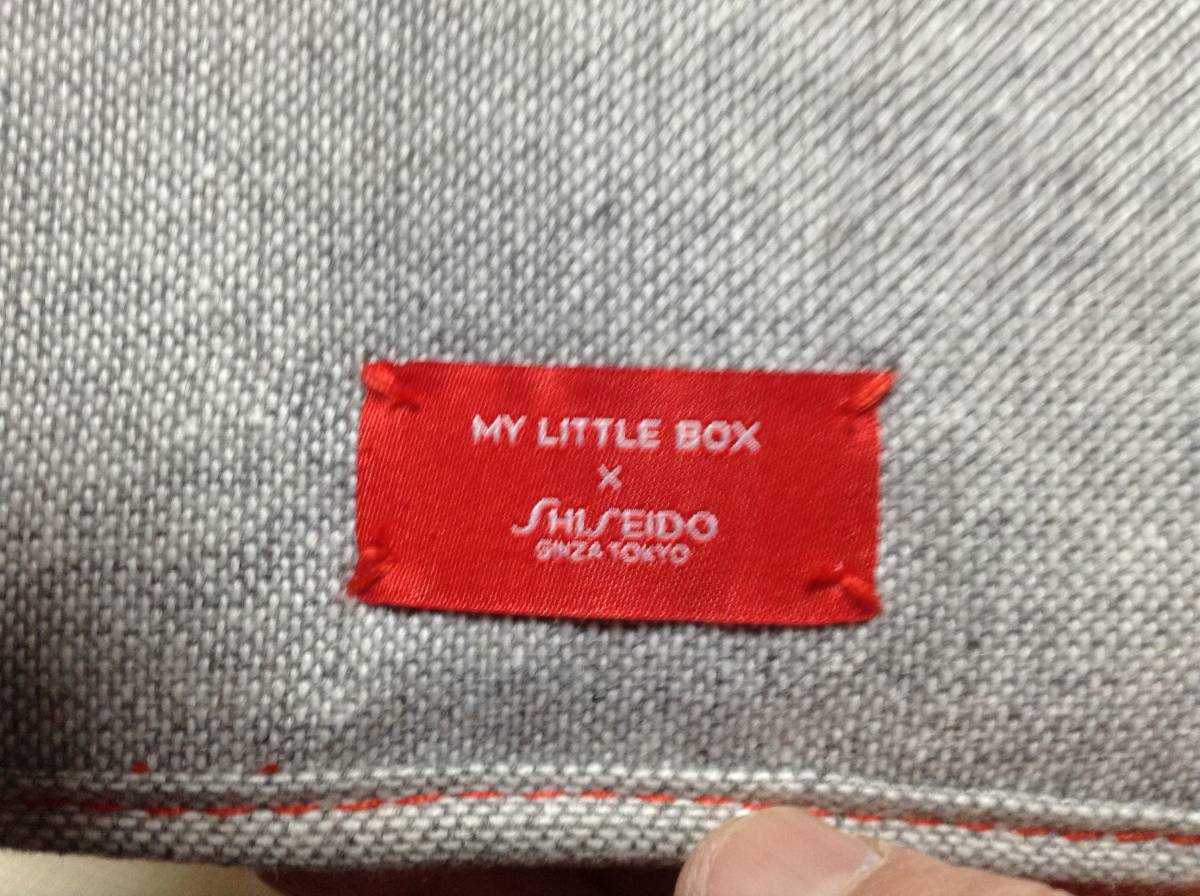 MY LITTLE BOX
X
SHISEIDO
GINZA TOKYO